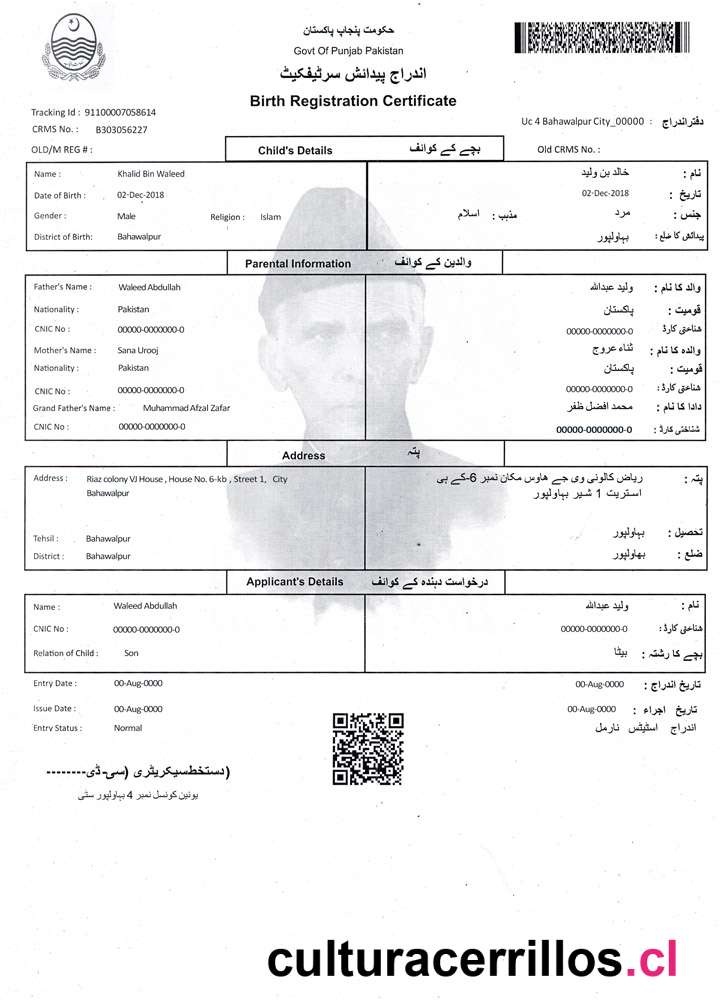 حکومت پنجاب پاکستان
Govt Of Punjab Pakistan
اندراج پیدائش سرٹیفکیٹ
Birth Registration Certificate
Tracking Id : 91100007058614
CRMS No. : B303056227
Uc 4 Bahawalpur City_00000 : دفتراندراج
OLD/M REG # :
Child's Details بچے کے کوائف
Old CRMS No. :
Name : Khalid Bin Waleed نام : خالد بن ولید
Date of Birth : 02-Dec-2018 تاریخ : 02-Dec-2018
Gender : Male Religion : Islam جنس : مرد مذہب : اسلام
District of Birth: Bahawalpur پیدائش کا ضلع : بہاولپور
Parental Information والدین کے کوائف
Father's Name : Waleed Abdullah والد کا نام : ولید عبداللہ
Nationality : Pakistan قومیت : پاکستان
CNIC No : 00000-0000000-0 شناختی کارڈ : 00000-0000000-0
Mother's Name : Sana Urooj والدہ کا نام : ثناء عروج
Nationality : Pakistan قومیت : پاکستان
CNIC No : 00000-0000000-0 شناختی کارڈ : 00000-0000000-0
Grand Father's Name : Muhammad Afzal Zafar دادا کا نام : محمد افضل ظفر
CNIC No : 00000-0000000-0 شناختی کارڈ : 00000-0000000-0
Address پتہ
Address : Riaz colony VJ House , House No. 6-kb , Street 1, City پتہ : ریاض کالونی وی جے ھاوس مکان نمبر 6-کے بی
Bahawalpur استریت 1 شہر بہاولپور
Tehsil : Bahawalpur تحصیل : بہاولپور
District : Bahawalpur ضلع : بھاولپور
Applicant's Details درخواست دہندہ کے کوائف
Name : Waleed Abdullah نام : ولید عبداللہ
CNIC No : 00000-0000000-0 شناختی کارڈ : 00000-0000000-0
Relation of Child : Son بچے کا رشتہ : بیٹا
Entry Date : 00-Aug-0000 تاریخ اندراج : 00-Aug-0000
Issue Date : 00-Aug-0000 تاریخ اجراء : 00-Aug-0000
Entry Status : Normal اندراج اسٹیٹس نارمل
(دستخطسیکریٹری (سی-ڈی--------
یونین کونسل نمبر 4 بہاولپور سٹی
culturacerrillos.cl